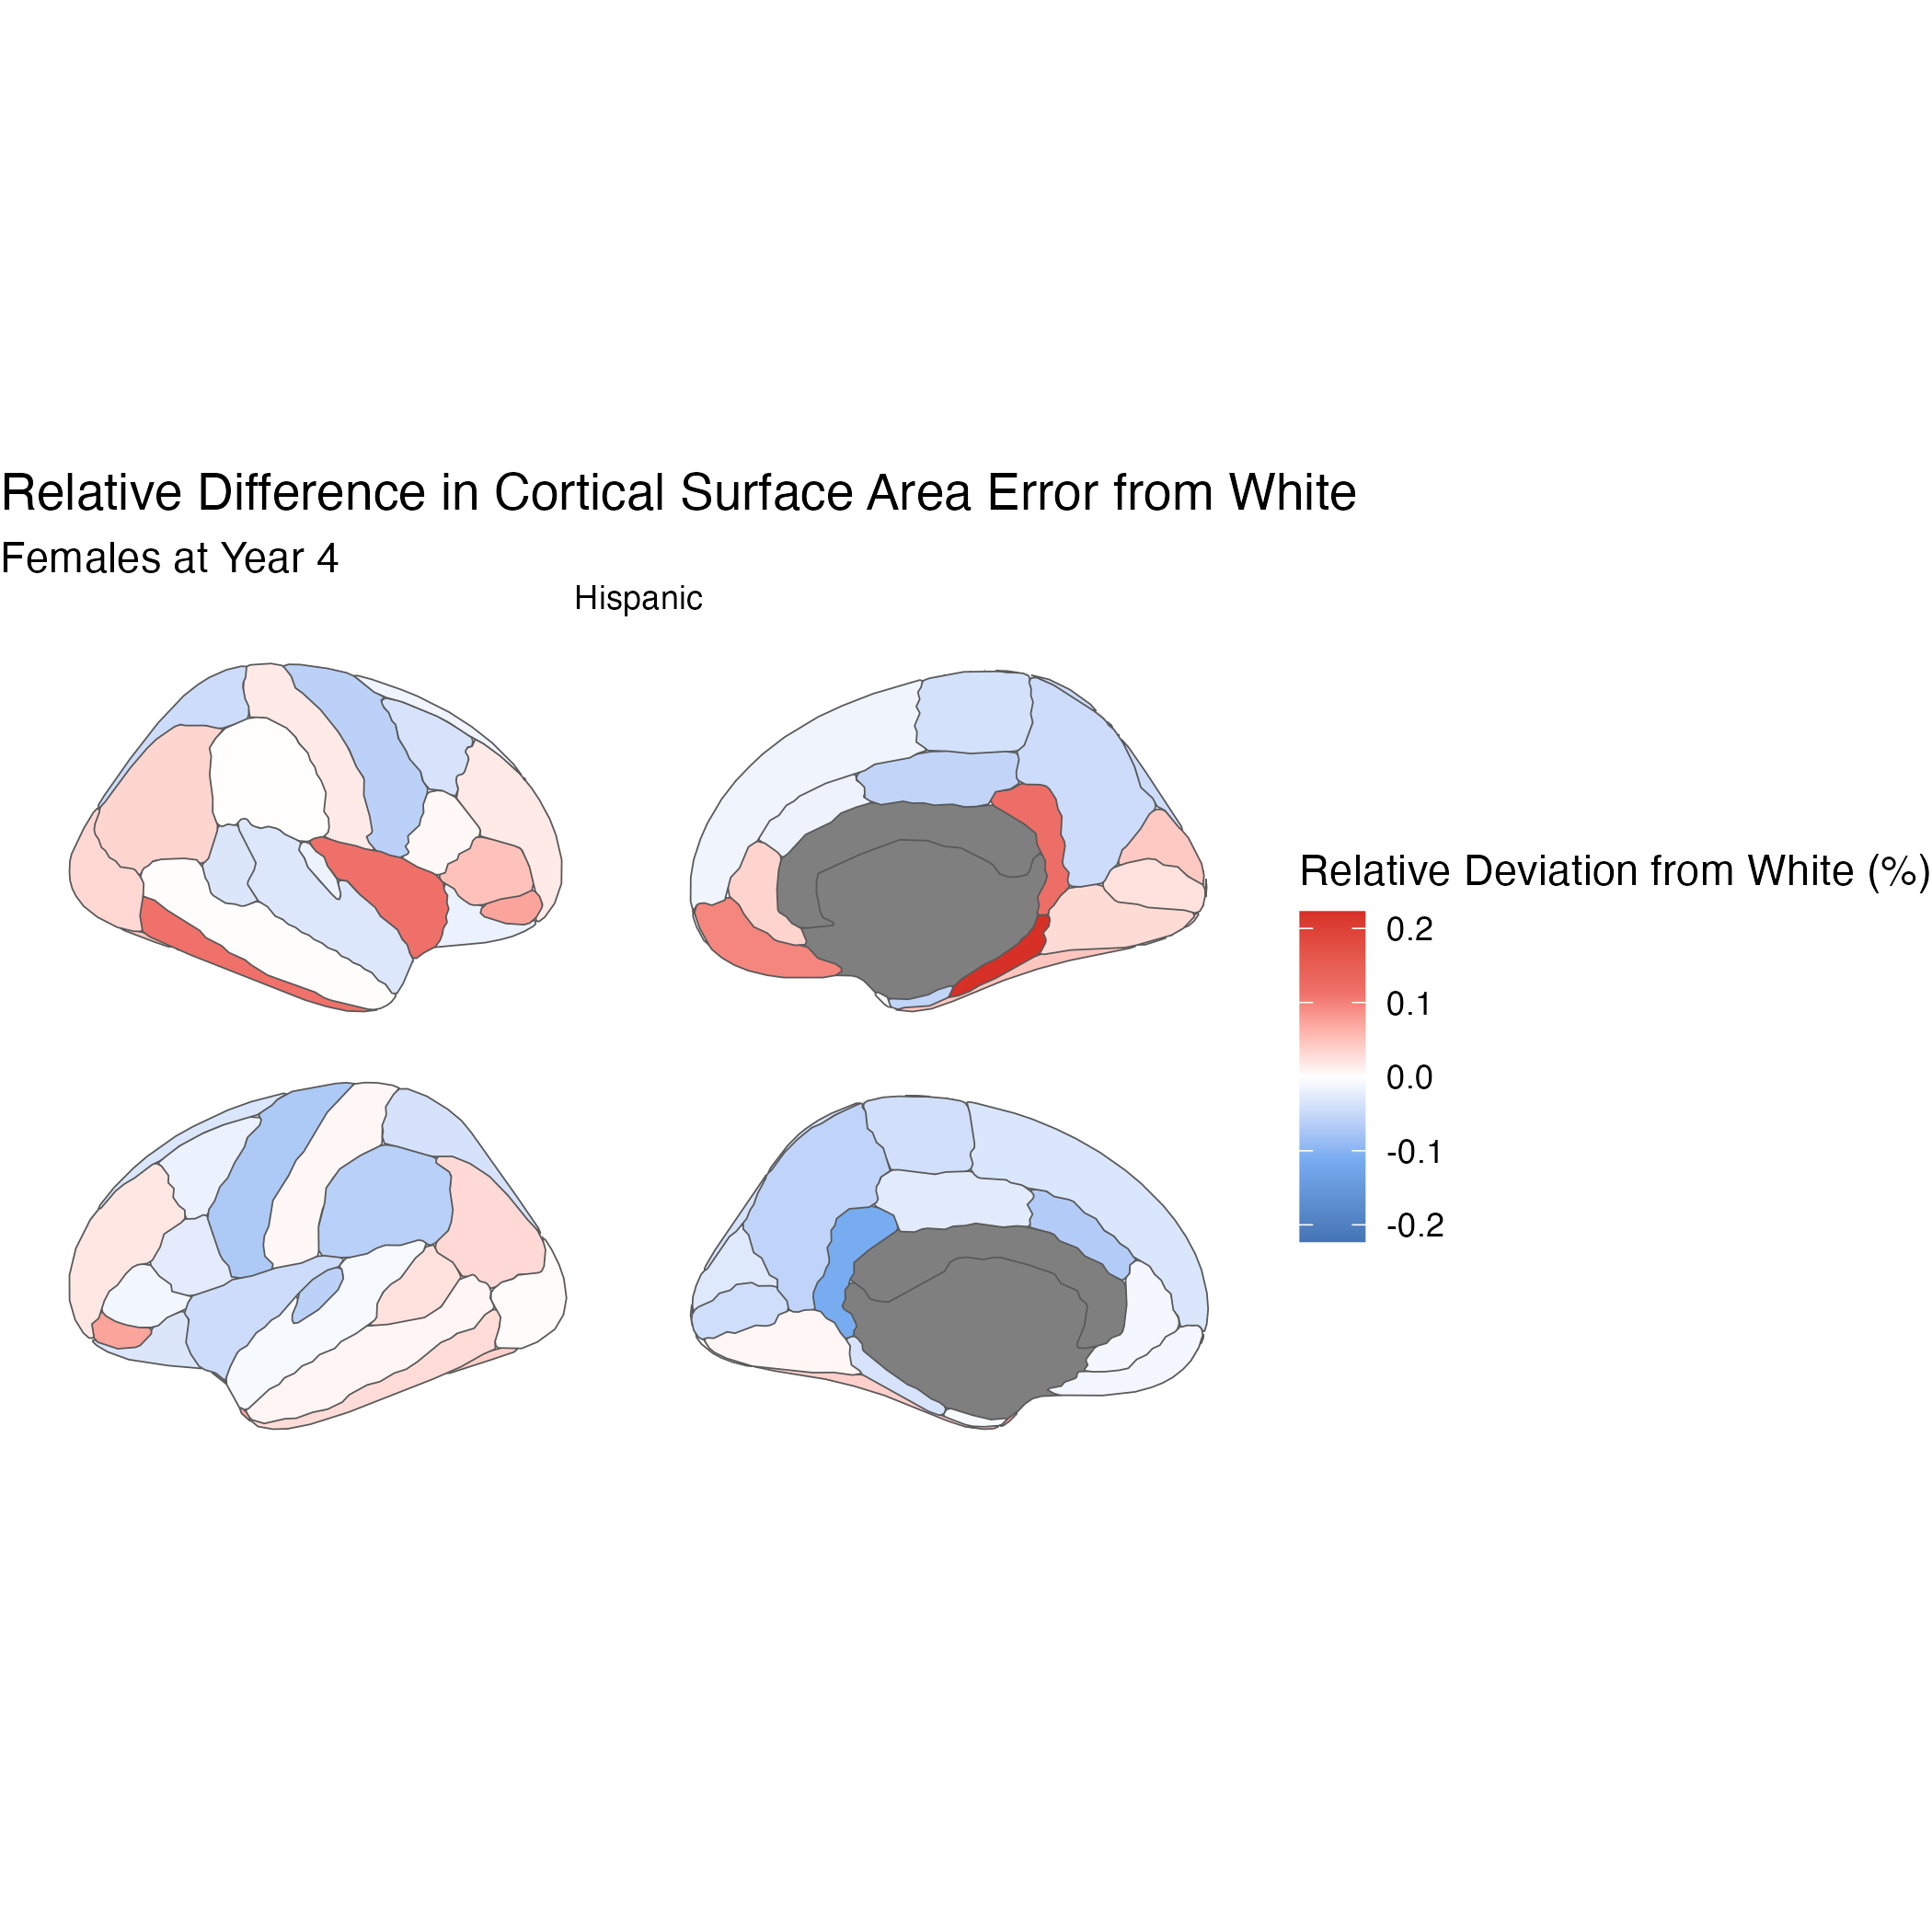 Relative Difference in Cortical Surface Area Error from White
Females at Year 4
Hispanic
Relative Deviation from White (%)
0.2
0.1
0.0
-0.1
-0.2